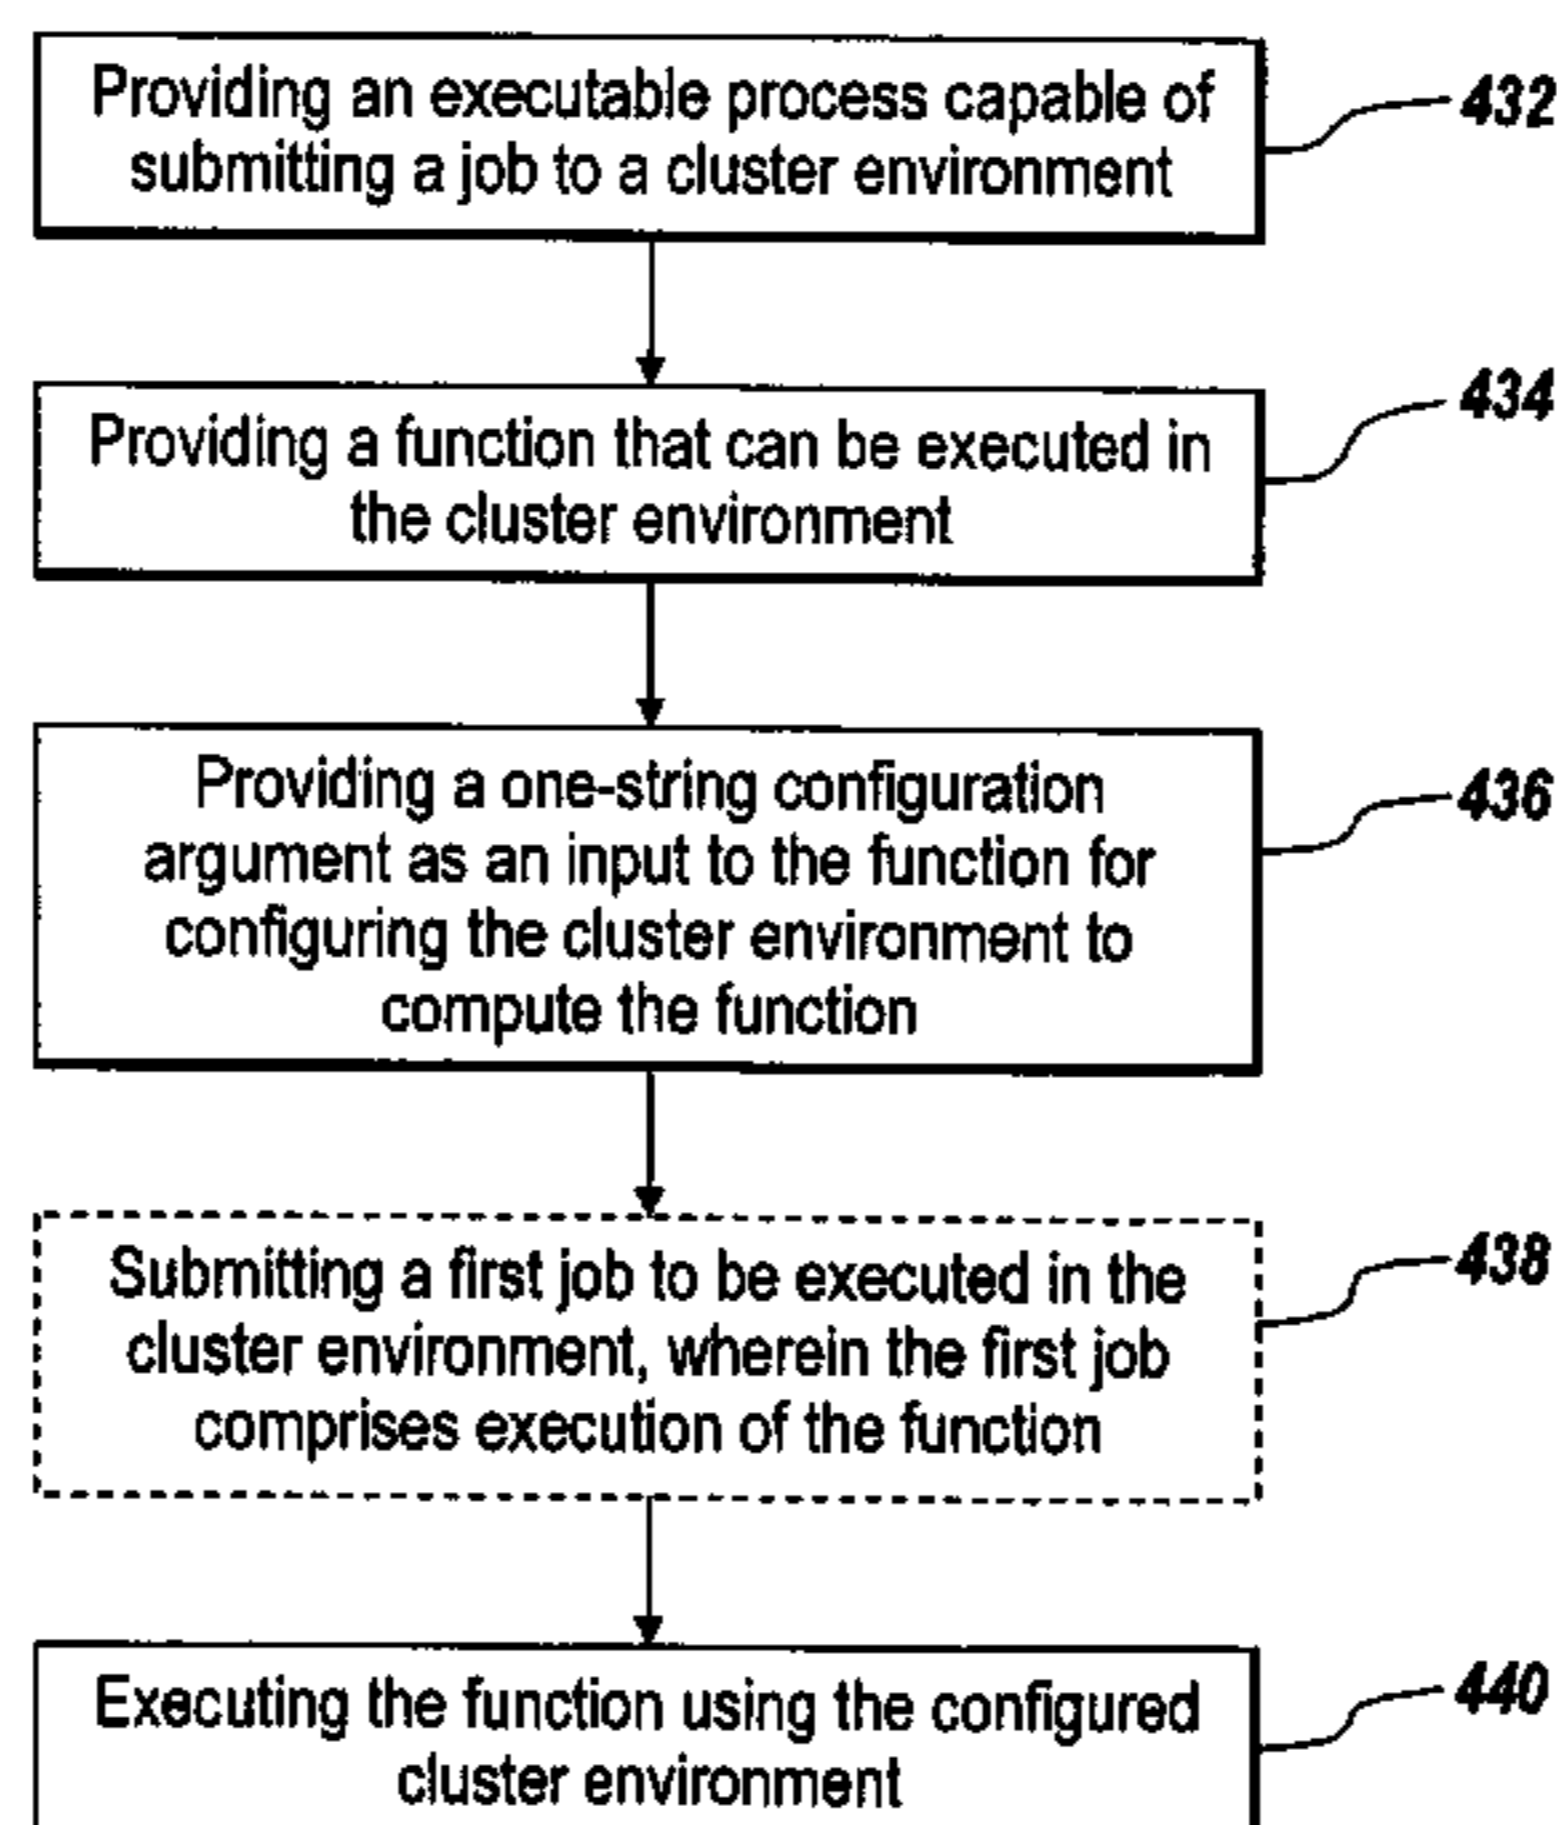 Providing an executable process capable of
submitting a job to a cluster environment
432
Providing a function that can be executed in
the cluster environment
434
Providing a one-string configuration
argument as an input to the function for
configuring the cluster environment to
compute the function
436
Submitting a first job to be executed in the
cluster environment, wherein the first job
comprises execution of the function
438
Executing the function using the configured
cluster environment
440